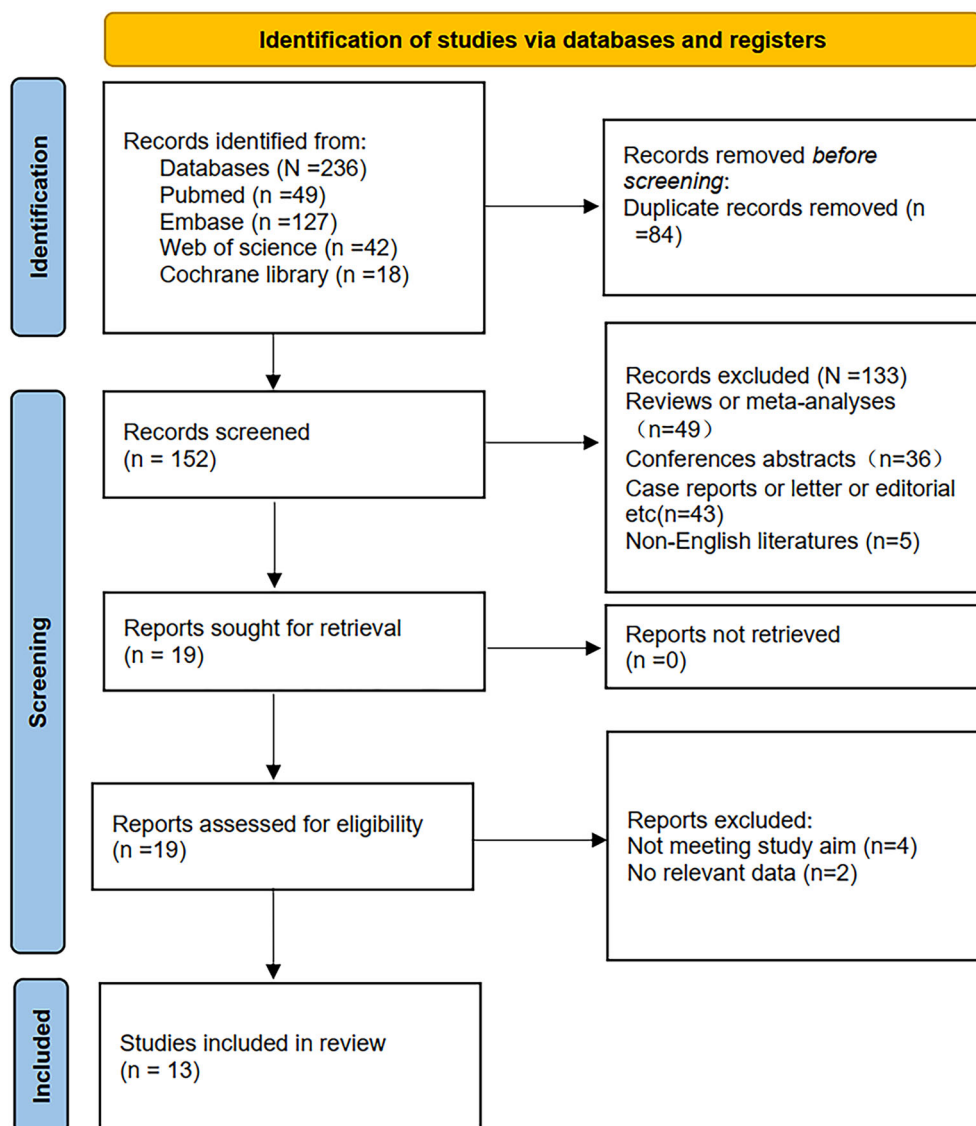 Identification of studies via databases and registers
Identification
Records identified from:
Databases (N =236)
Pubmed (n =49)
Embase (n =127)
Web of science (n =42)
Cochrane library (n =18)
Records removed before
screening:
Duplicate records removed (n
=84)
Screening
Records screened
(n = 152)
Records excluded (N =133)
Reviews or meta-analyses
（n=49）
Conferences abstracts（n=36）
Case reports or letter or editorial
etc(n=43)
Non-English literatures (n=5)
Reports sought for retrieval
(n = 19)
Reports not retrieved
(n =0)
Reports assessed for eligibility
(n =19)
Reports excluded:
Not meeting study aim (n=4)
No relevant data (n=2)
Included
Studies included in review
(n = 13)